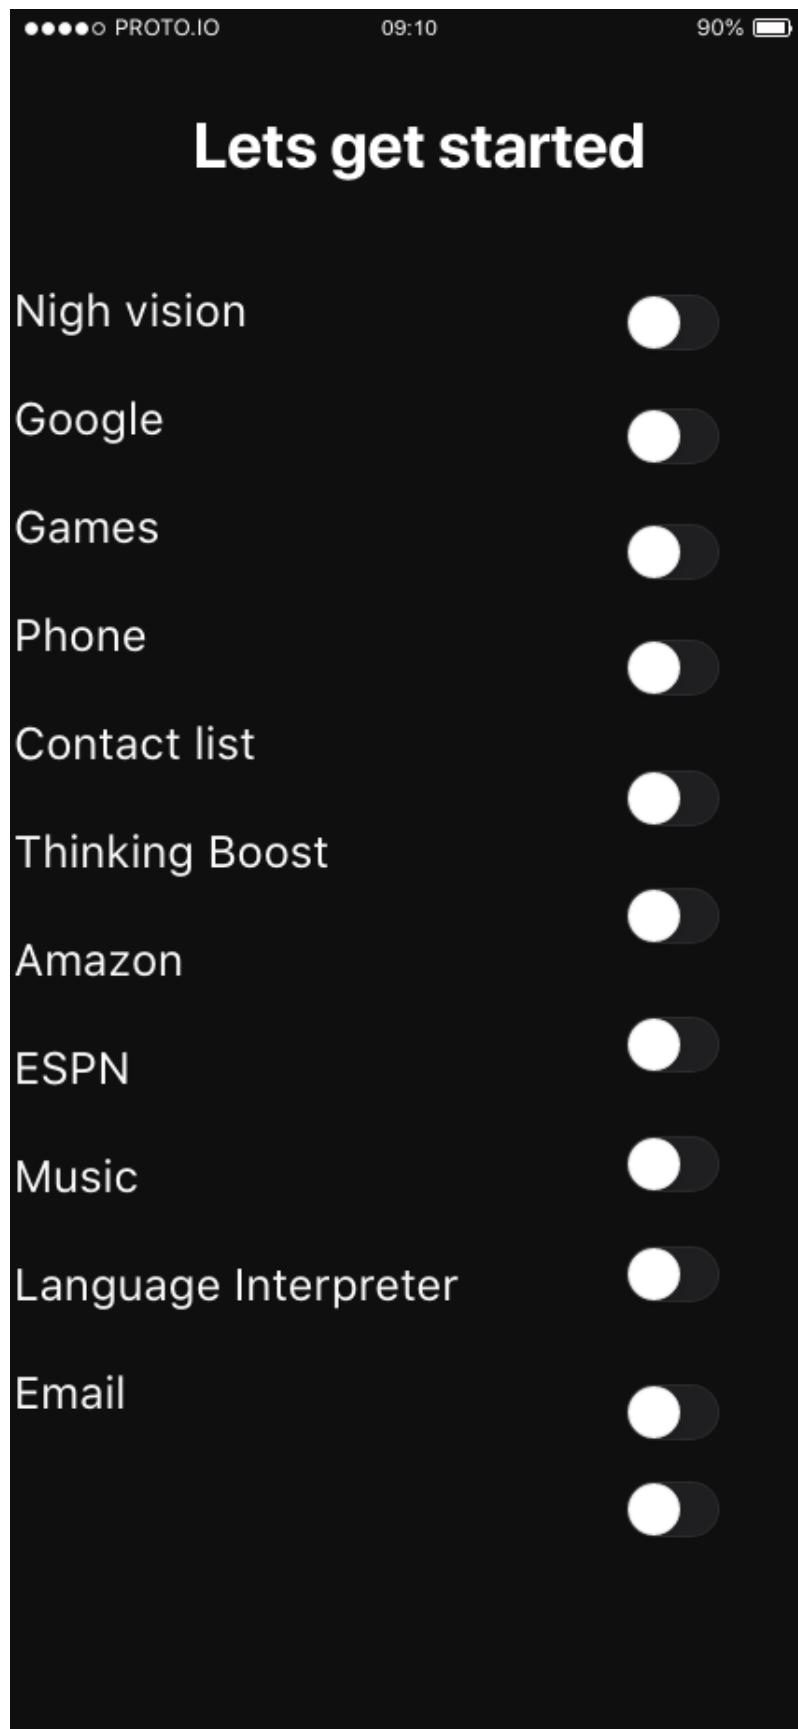 PROTO.IO 09:10 90%
Lets get started
Nigh vision
Google
Games
Phone
Contact list
Thinking Boost
Amazon
ESPN
Music
Language Interpreter
Email